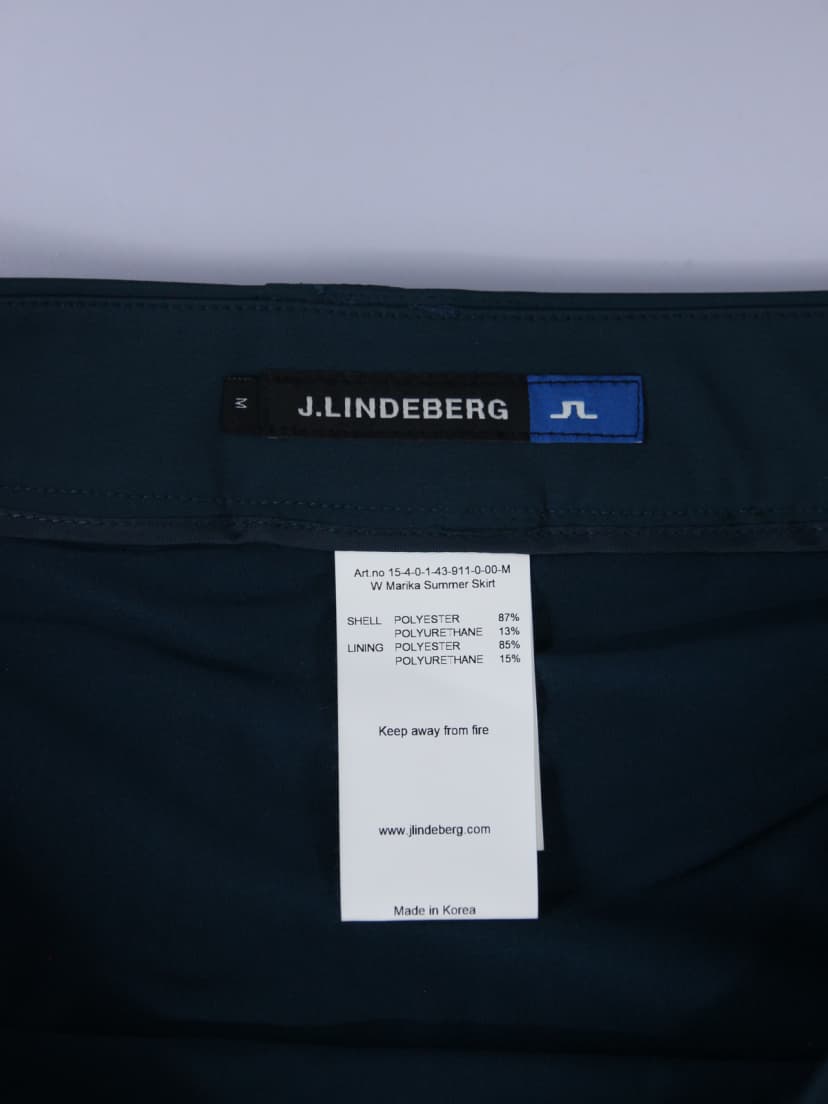 M
J.LINDEBERG
Art.no 15-4-0-1-43-911-0-00-M
W Marika Summer Skirt
SHELL POLYESTER 87%
POLYURETHANE 13%
LINING POLYESTER 85%
POLYURETHANE 15%
Keep away from fire
www.jlindeberg.com
Made in Korea